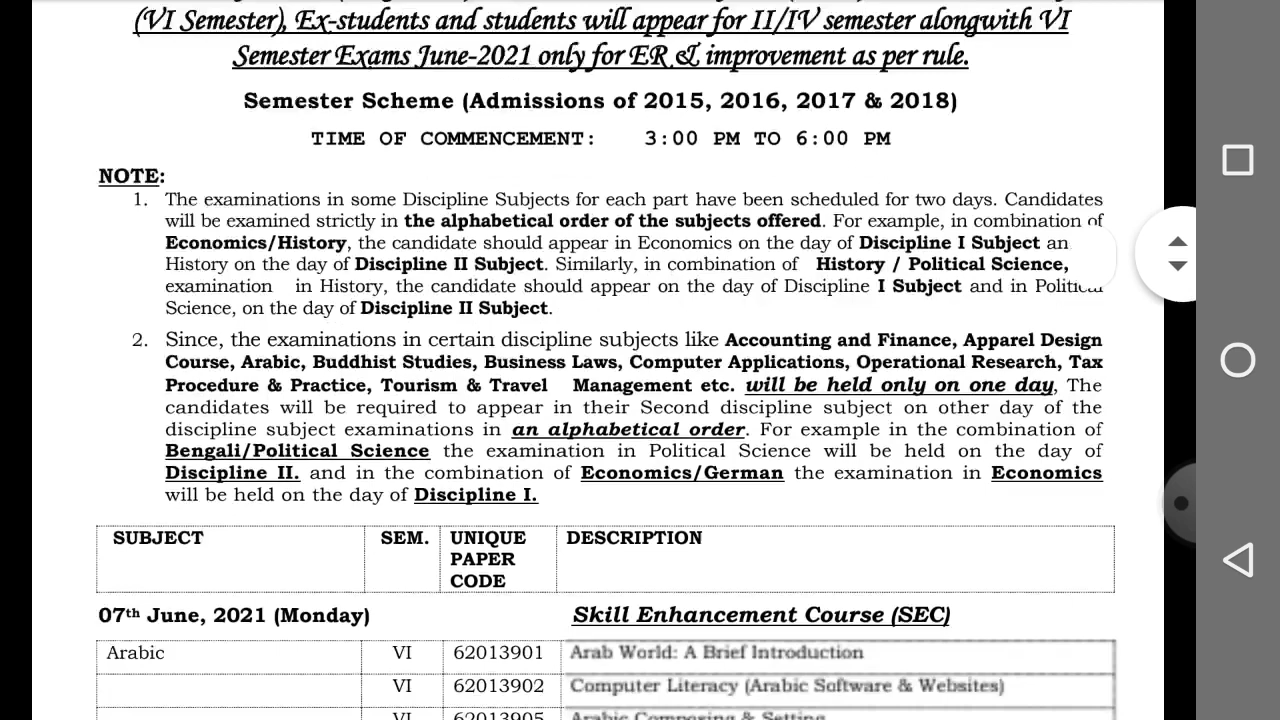 (VI Semester), Ex-students and students will appear for II/IV semester alongwith VI
Semester Exams June-2021 only for ER & improvement as per rule.
Semester Scheme (Admissions of 2015, 2016, 2017 & 2018)
TIME OF COMMENCEMENT: 3:00 PM TO 6:00 PM
NOTE:
1. The examinations in some Discipline Subjects for each part have been scheduled for two days. Candidates
will be examined strictly in the alphabetical order of the subjects offered. For example, in combination of
Economics/History, the candidate should appear in Economics on the day of Discipline I Subject an
History on the day of Discipline II Subject. Similarly, in combination of History / Political Science,
examination in History, the candidate should appear on the day of Discipline I Subject and in Political
Science, on the day of Discipline II Subject.
2. Since, the examinations in certain discipline subjects like Accounting and Finance, Apparel Design
Course, Arabic, Buddhist Studies, Business Laws, Computer Applications, Operational Research, Tax
Procedure & Practice, Tourism & Travel Management etc. will be held only on one day, The
candidates will be required to appear in their Second discipline subject on other day of the
discipline subject examinations in an alphabetical order. For example in the combination of
Bengali/Political Science the examination in Political Science will be held on the day of
Discipline II. and in the combination of Economics/German the examination in Economics
will be held on the day of Discipline I.
SUBJECT SEM. UNIQUE PAPER CODE DESCRIPTION
07th June, 2021 (Monday) Skill Enhancement Course (SEC)
Arabic VI 62013901 Arab World: A Brief Introduction
VI 62013902 Computer Literacy (Arabic Software & Websites)
VI 62013905 Arabic Composing & Setting